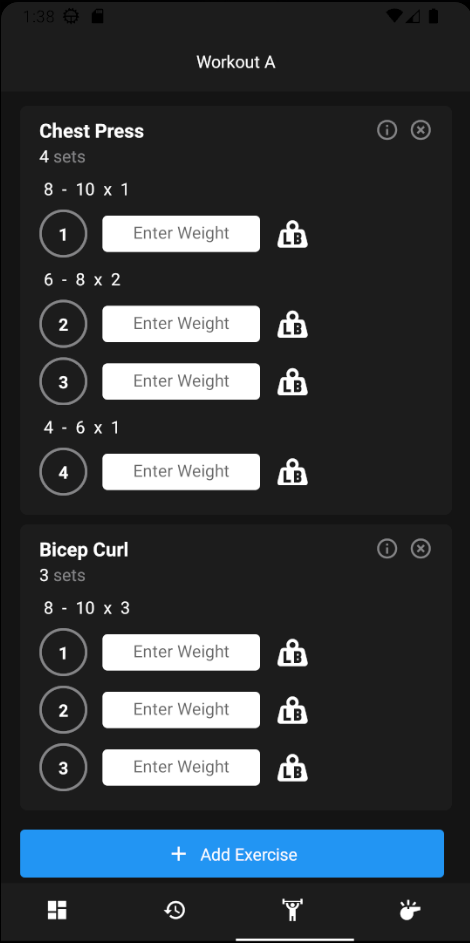 1:38
Workout A
Chest Press
4 sets
8 - 10 x 1
1 Enter Weight LB
6 - 8 x 2
2 Enter Weight LB
3 Enter Weight LB
4 - 6 x 1
4 Enter Weight LB
Bicep Curl
3 sets
8 - 10 x 3
1 Enter Weight LB
2 Enter Weight LB
3 Enter Weight LB
+ Add Exercise